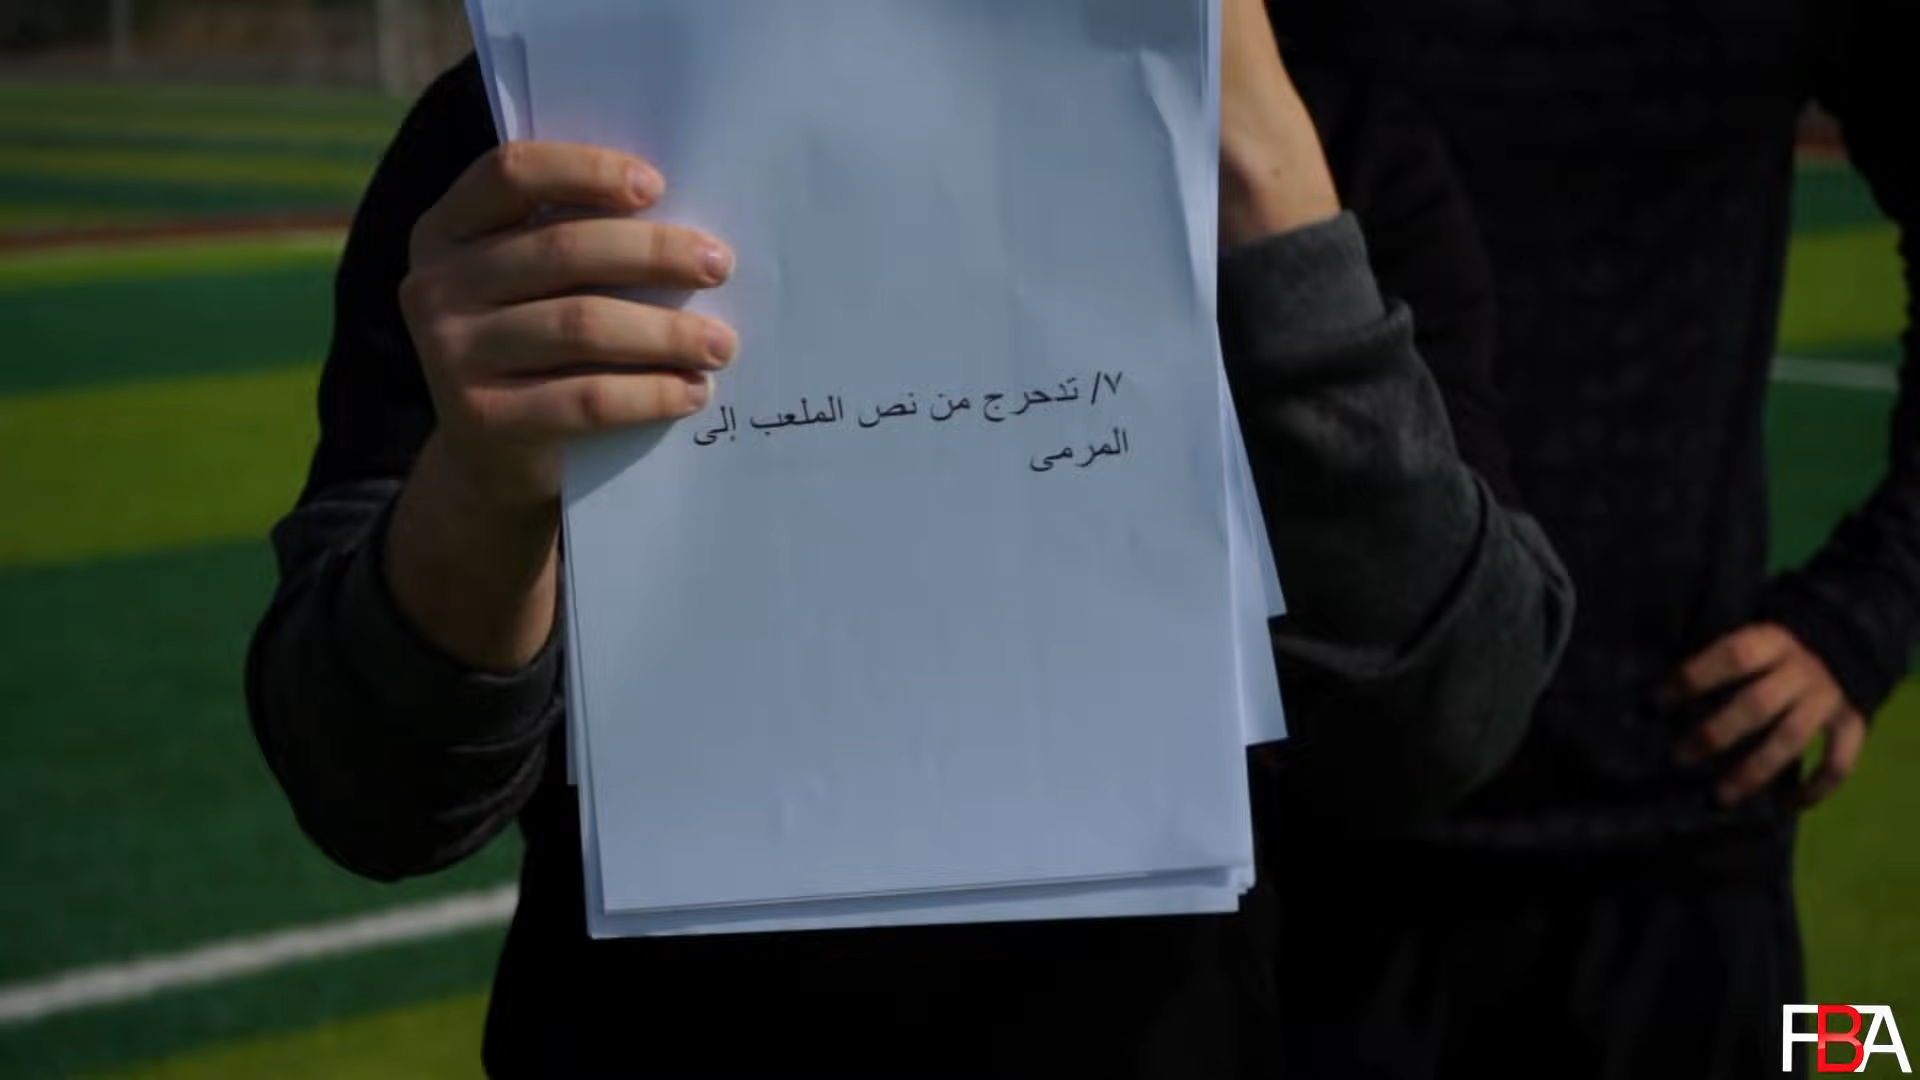 ٧/ تدحرج من نص الملعب إلى
المرمى
FBA